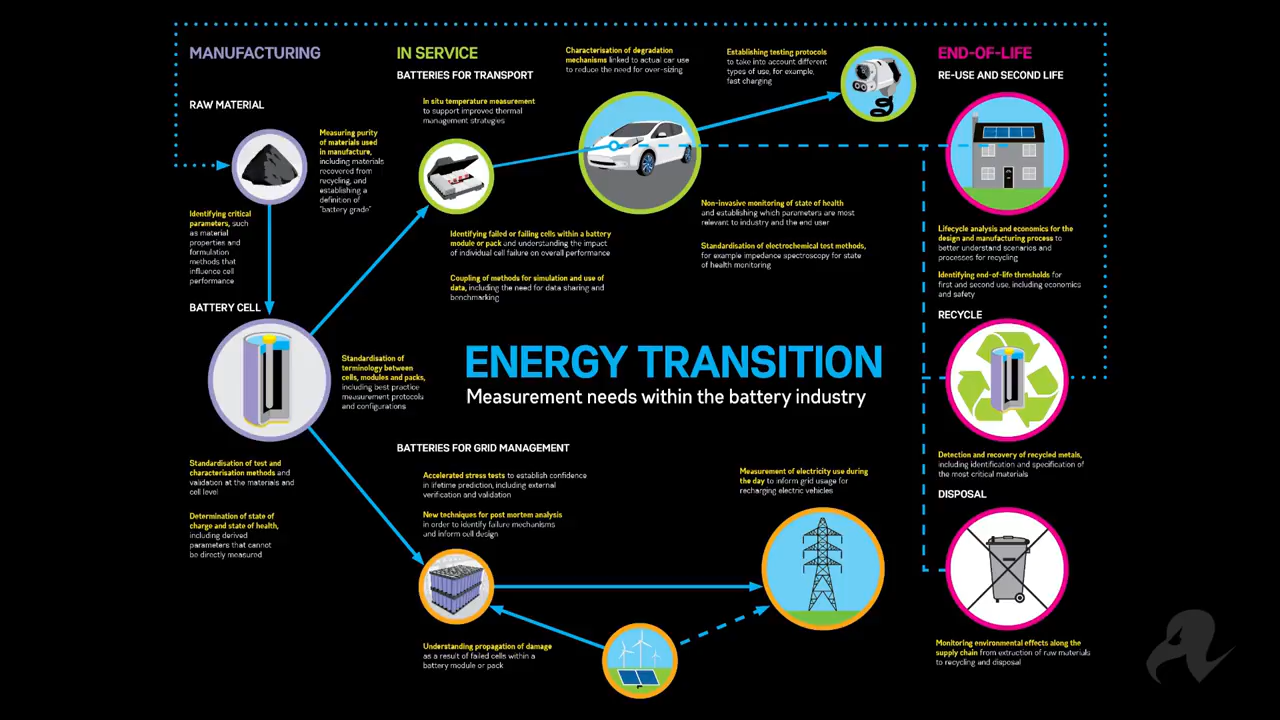 MANUFACTURING
RAW MATERIAL
Measuring purity
of materials used
in manufacture,
including materials
recovered from
recycling, and
establishing a
definition of
"battery grade"
Identifying critical
parameters, such
as material
properties and
formulation
methods that
influence cell
performance
BATTERY CELL
Standardisation of
terminology between
cells, modules and packs,
including best practice
measurement protocols
and configurations
Standardisation of test and
characterisation methods and
validation at the materials and
cell level
Determination of state of
charge and state of health,
including derived
parameters that cannot
be directly measured
IN SERVICE
BATTERIES FOR TRANSPORT
In situ temperature measurement
to support improved thermal
management strategies
Characterisation of degradation
mechanisms linked to actual car use
to reduce the need for over-sizing
Establishing testing protocols
to take into account different
types of use, for example,
fast charging
Identifying failed or failing cells within a battery
module or pack and understanding the impact
of individual cell failure on overall performance
Coupling of methods for simulation and use of
data, including the need for data sharing and
benchmarking
Non-invasive monitoring of state of health
and establishing which parameters are most
relevant to industry and the end user
Standardisation of electrochemical test methods,
for example impedance spectroscopy for state
of health monitoring
ENERGY TRANSITION
Measurement needs within the battery industry
BATTERIES FOR GRID MANAGEMENT
Accelerated stress tests to establish confidence
in lifetime prediction, including external
verification and validation
New techniques for post mortem analysis
in order to identify failure mechanisms
and inform cell design
Understanding propagation of damage
as a result of failed cells within a
battery module or pack
Measurement of electricity use during
the day to inform grid usage for
recharging electric vehicles
END-OF-LIFE
RE-USE AND SECOND LIFE
Lifecycle analysis and economics for the
design and manufacturing process to
better understand scenarios and
processes for recycling
Identifying end-of-life thresholds for
first and second use, including economics
and safety
RECYCLE
Detection and recovery of recycled metals,
including identification and specification of
the most critical materials
DISPOSAL
Monitoring environmental effects along the
supply chain from extraction of raw materials
to recycling and disposal